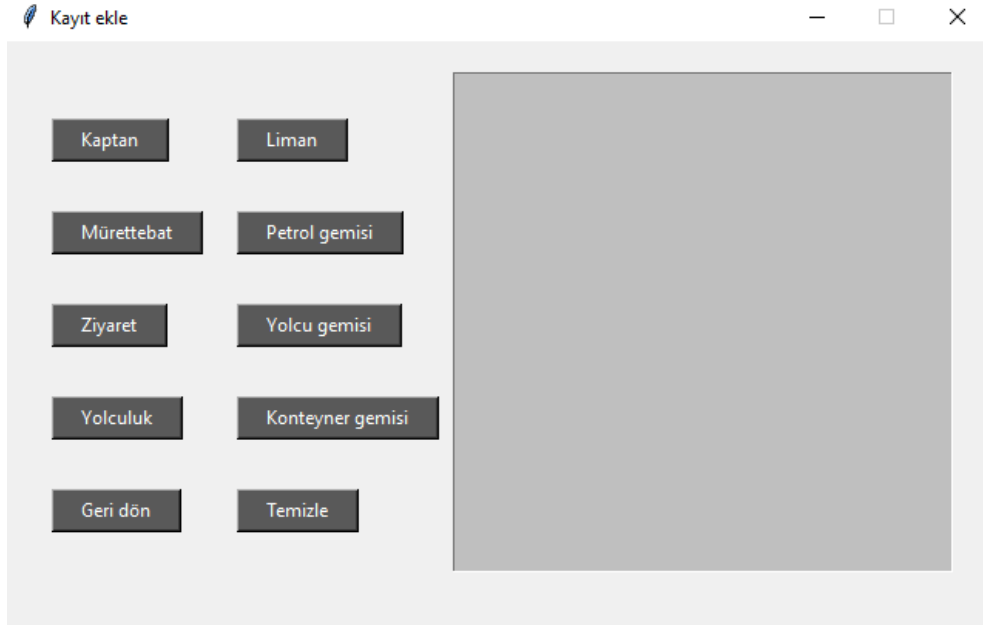 Kayıt ekle
Kaptan
Liman
Mürettebat
Petrol gemisi
Ziyaret
Yolcu gemisi
Yolculuk
Konteyner gemisi
Geri dön
Temizle